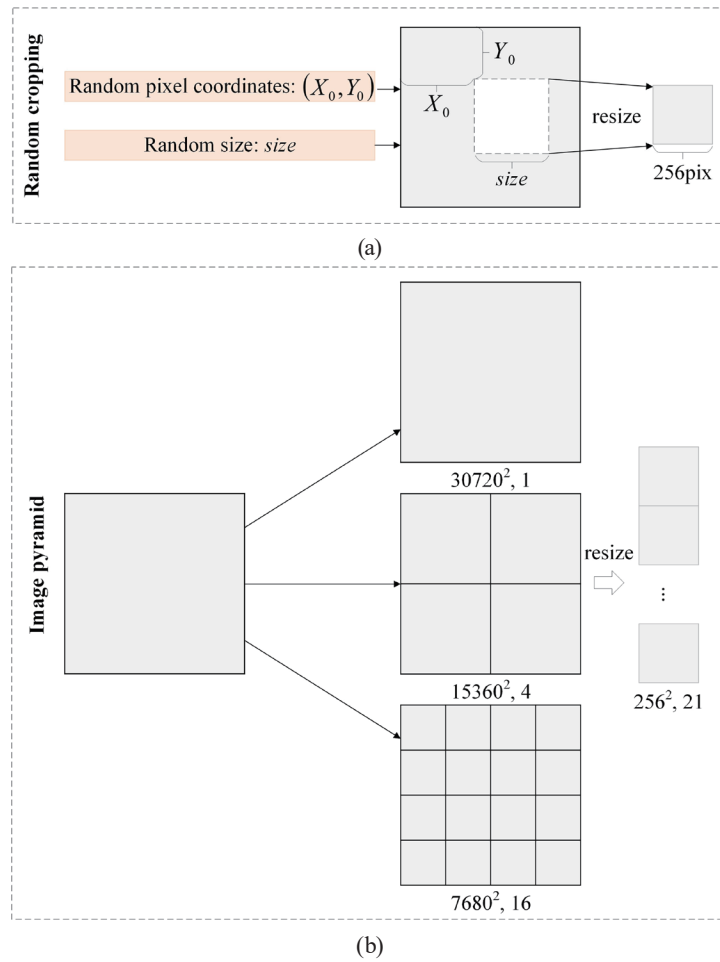 Random cropping
Random pixel coordinates: (X₀, Y₀)
Random size: size
Y₀
X₀
size
resize
256pix
(a)
Image pyramid
30720², 1
15360², 4
7680², 16
resize
...
256², 21
(b)